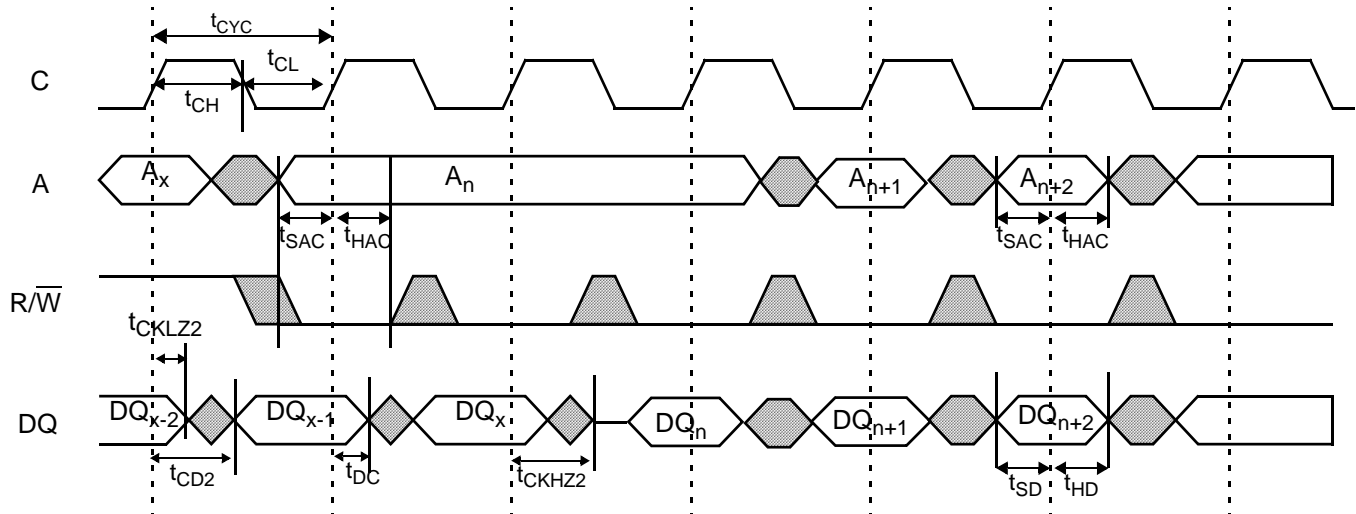 tCYC
C
tCH
tCL
A
Ax
An
An+1
An+2
tSAC
tHAC
tSAC
tHAC
R/W̅
tCKLZ2
DQ
DQx-2
DQx-1
DQx
DQn
DQn+1
DQn+2
tCD2
tDC
tCKHZ2
tSD
tHD